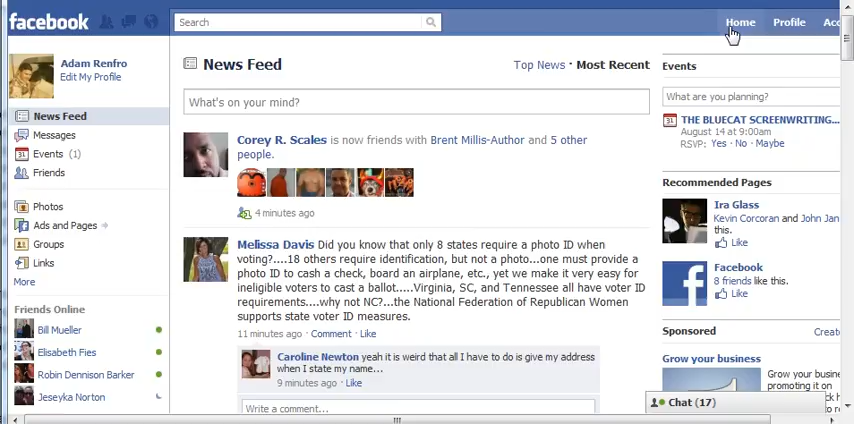 facebook
Search
Home
Profile
Acc
Adam Renfro
Edit My Profile
News Feed
Messages
Events (1)
Friends
Photos
Ads and Pages
Groups
Links
More
Friends Online
Bill Mueller
Elisabeth Fies
Robin Dennison Barker
Jeseyka Norton
News Feed
Top News · Most Recent
What's on your mind?
Corey R. Scales is now friends with Brent Millis-Author and 5 other
people.
4 minutes ago
Melissa Davis Did you know that only 8 states require a photo ID when
voting?....18 others require identification, but not a photo...one must provide a
photo ID to cash a check, board an airplane, etc., yet we make it very easy for
ineligible voters to cast a ballot.....Virginia, SC, and Tennessee all have voter ID
requirements....why not NC?...the National Federation of Republican Women
supports state voter ID measures.
11 minutes ago · Comment · Like
Caroline Newton yeah it is weird that all I have to do is give my address
when I state my name...
9 minutes ago · Like
Write a comment...
Events
What are you planning?
31
THE BLUECAT SCREENWRITING...
August 14 at 9:00am
RSVP: Yes · No · Maybe
Recommended Pages
Ira Glass
Kevin Corcoran and John Jan
this.
Like
Facebook
8 friends like this.
Like
Sponsored
Create
Grow your business
Grow your busine
promoting it on
Chat (17)